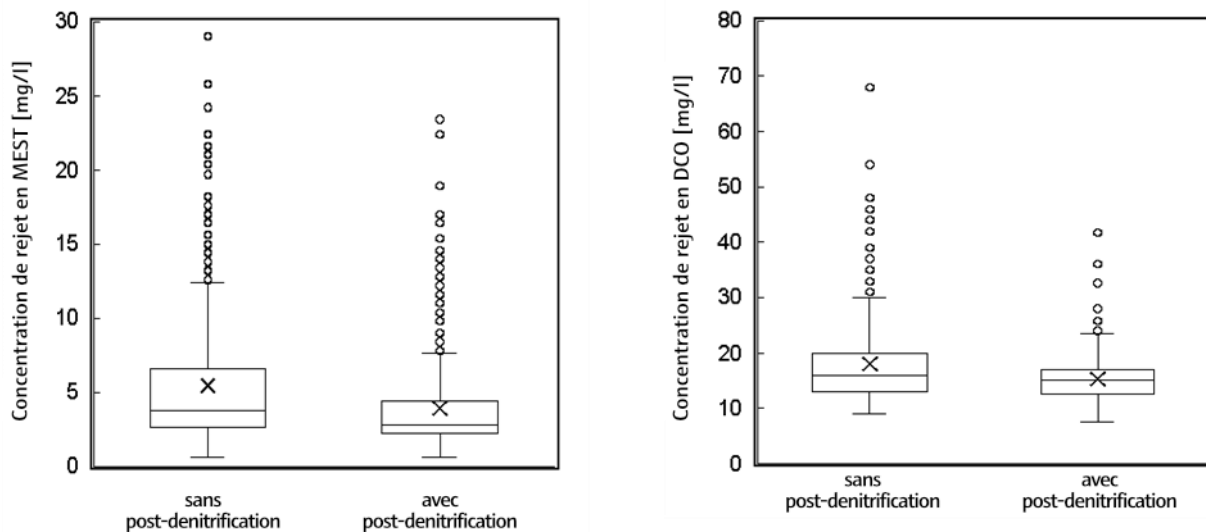 Concentration de rejet en MEST [mg/l]
30
25
20
15
10
5
0
sans
post-denitrification
avec
post-denitrification
Concentration de rejet en DCO [mg/l]
80
70
60
50
40
30
20
10
0
sans
post-denitrification
avec
post-denitrification